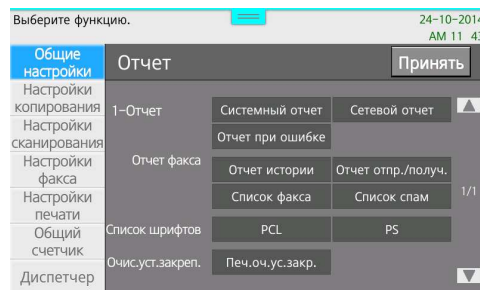 Выберите функцию.
24-10-2014
AM 11 43
Общие
настройки
Настройки
копирования
Настройки
сканирования
Настройки
факса
Настройки
печати
Общий
счетчик
Диспетчер
Отчет
Принять
1-Отчет
Системный отчет Сетевой отчет
Отчет при ошибке
Отчет факса
Отчет истории Отчет отпр./получ.
Список факса Список спам
1/1
Список шрифтов PCL PS
Очис.уст.закреп. Печ.оч.ус.закр.